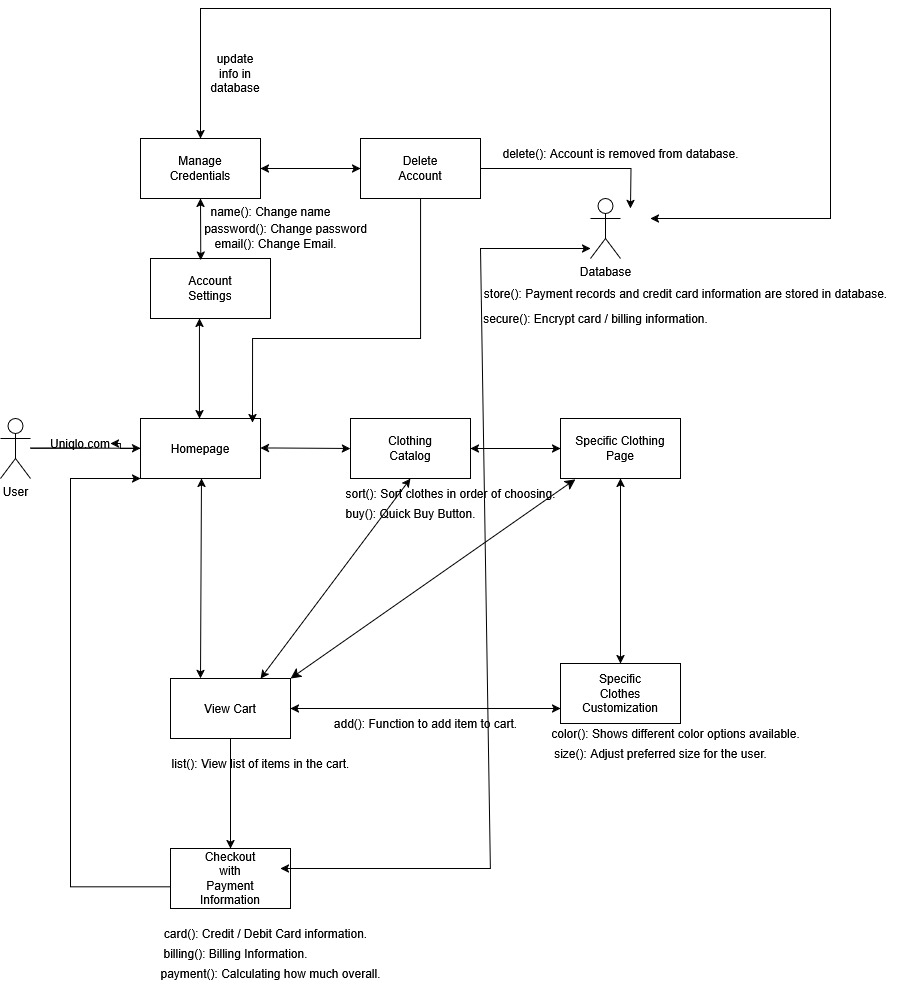 update
info in
database
Manage
Credentials
Delete
Account
delete(): Account is removed from database.
name(): Change name
password(): Change password
email(): Change Email.
Account
Settings
Database
store(): Payment records and credit card information are stored in database.
secure(): Encrypt card / billing information.
User
Uniqlo.com
Homepage
Clothing
Catalog
Specific Clothing
Page
sort(): Sort clothes in order of choosing.
buy(): Quick Buy Button.
View Cart
Specific
Clothes
Customization
add(): Function to add item to cart.
color(): Shows different color options available.
size(): Adjust preferred size for the user.
list(): View list of items in the cart.
Checkout
with
Payment
Information
card(): Credit / Debit Card information.
billing(): Billing Information.
payment(): Calculating how much overall.